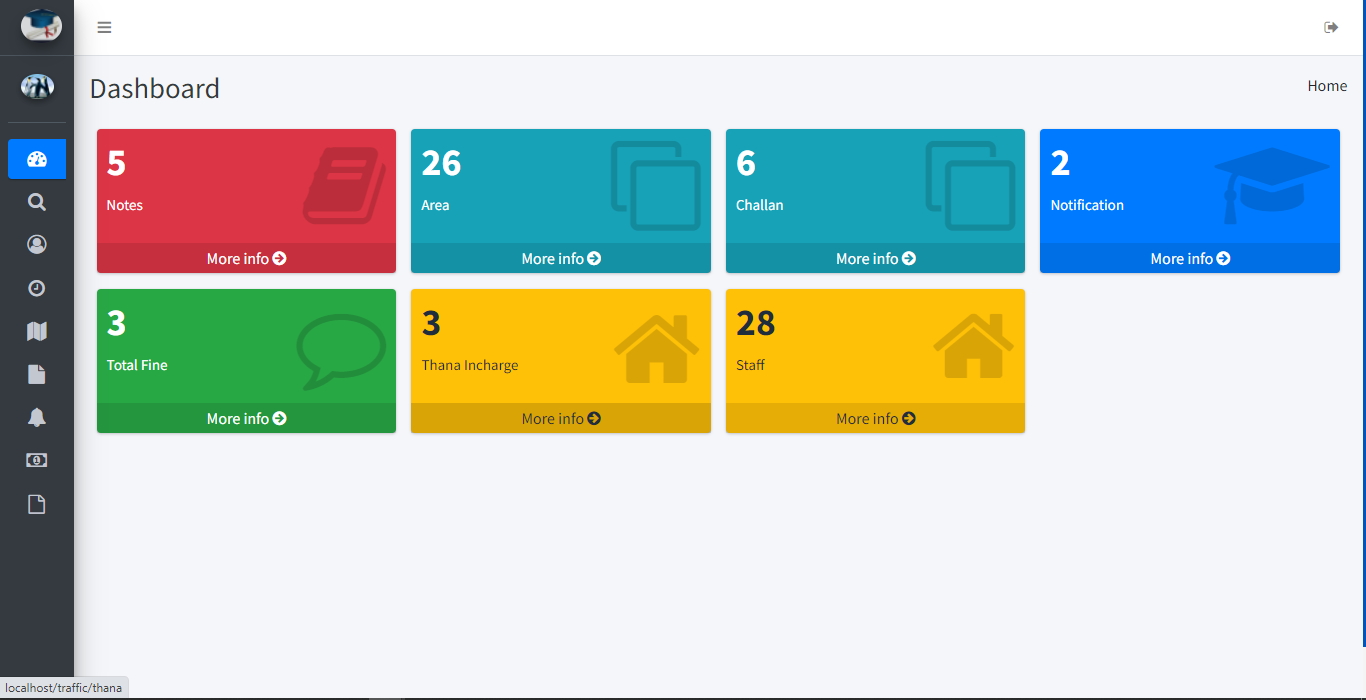 Dashboard
Home
5
Notes
More info
26
Area
More info
6
Challan
More info
2
Notification
More info
3
Total Fine
More info
3
Thana Incharge
More info
28
Staff
More info
localhost/traffic/thana